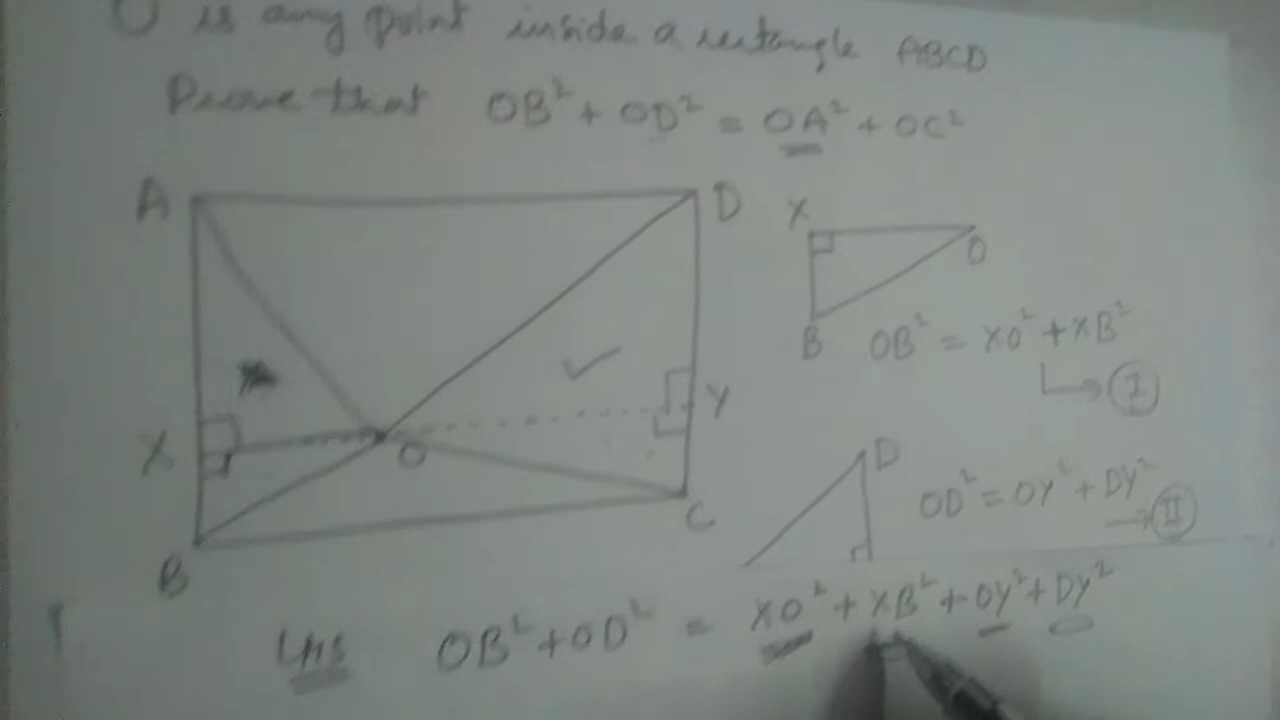 O is any point inside a rectangle ABCD
Prove that OB² + OD² = OA² + OC²
A
D
X
O
B
OB² = XO² + XB²
I
X
O
Y
B
C
D
OD² = OY² + DY²
II
LHS OB² + OD² = XO² + XB² + OY² + DY²